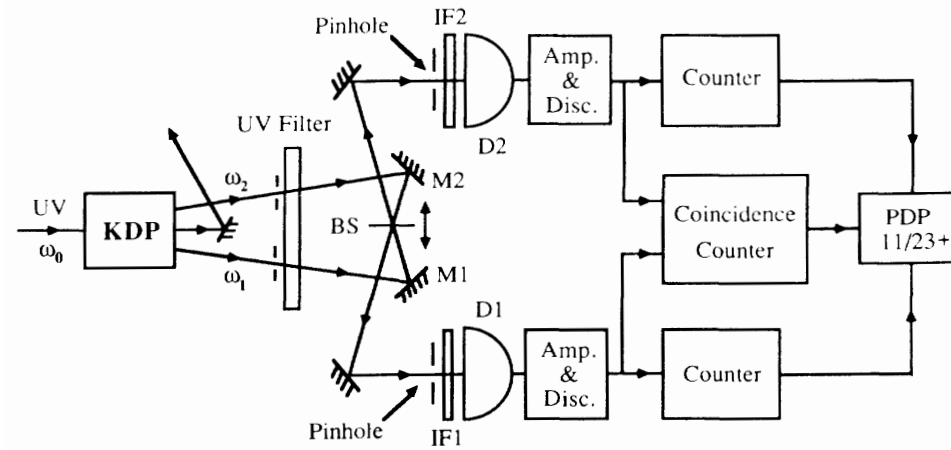 IF2
Pinhole
Amp.
&
Disc.
Counter
D2
UV Filter
M2
ω₂
UV
ω₀
KDP
BS
Coincidence
Counter
PDP
11/23+
ω₁
M1
D1
Amp.
&
Disc.
Counter
Pinhole
IF1